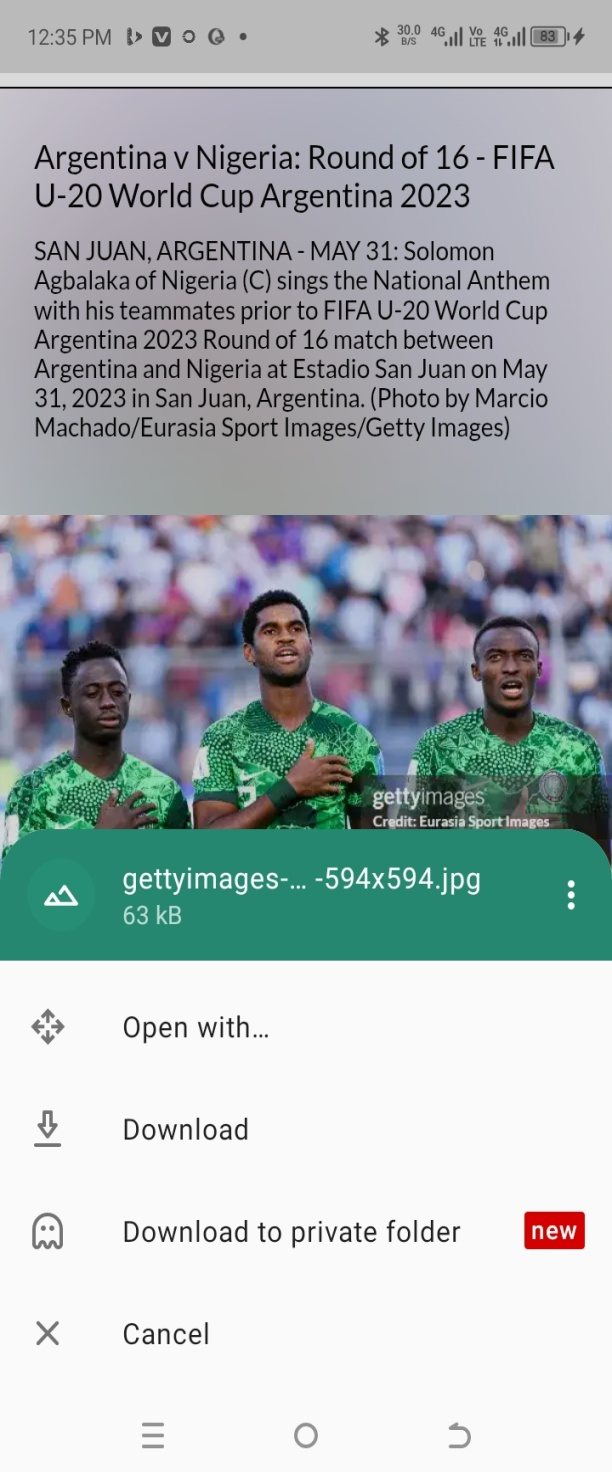 12:35 PM
30.0 B/S 4G Vo LTE 4G 83
Argentina v Nigeria: Round of 16 - FIFA
U-20 World Cup Argentina 2023
SAN JUAN, ARGENTINA - MAY 31: Solomon
Agbalaka of Nigeria (C) sings the National Anthem
with his teammates prior to FIFA U-20 World Cup
Argentina 2023 Round of 16 match between
Argentina and Nigeria at Estadio San Juan on May
31, 2023 in San Juan, Argentina. (Photo by Marcio
Machado/Eurasia Sport Images/Getty Images)
gettyimages
Credit: Eurasia Sport Images
gettyimages-... -594x594.jpg
63 kB
Open with...
Download
Download to private folder new
Cancel